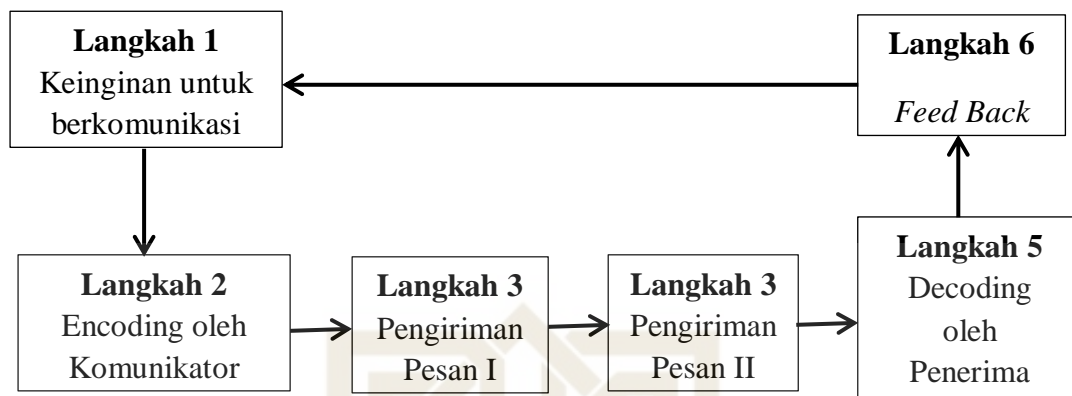 Langkah 1
Keinginan untuk
berkomunikasi
Langkah 6
Feed Back
Langkah 2
Encoding oleh
Komunikator
Langkah 3
Pengiriman
Pesan I
Langkah 3
Pengiriman
Pesan II
Langkah 5
Decoding
oleh
Penerima